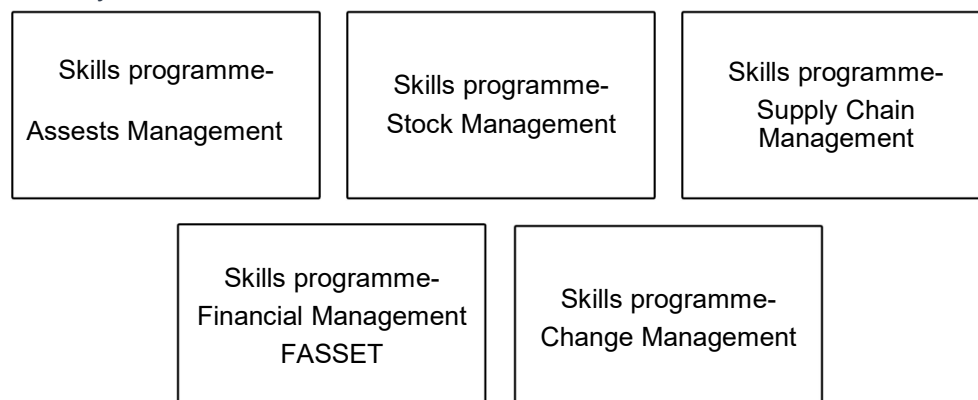 Skills programme-
Assests Management
Skills programme-
Stock Management
Skills programme-
Supply Chain
Management
Skills programme-
Financial Management
FASSET
Skills programme-
Change Management